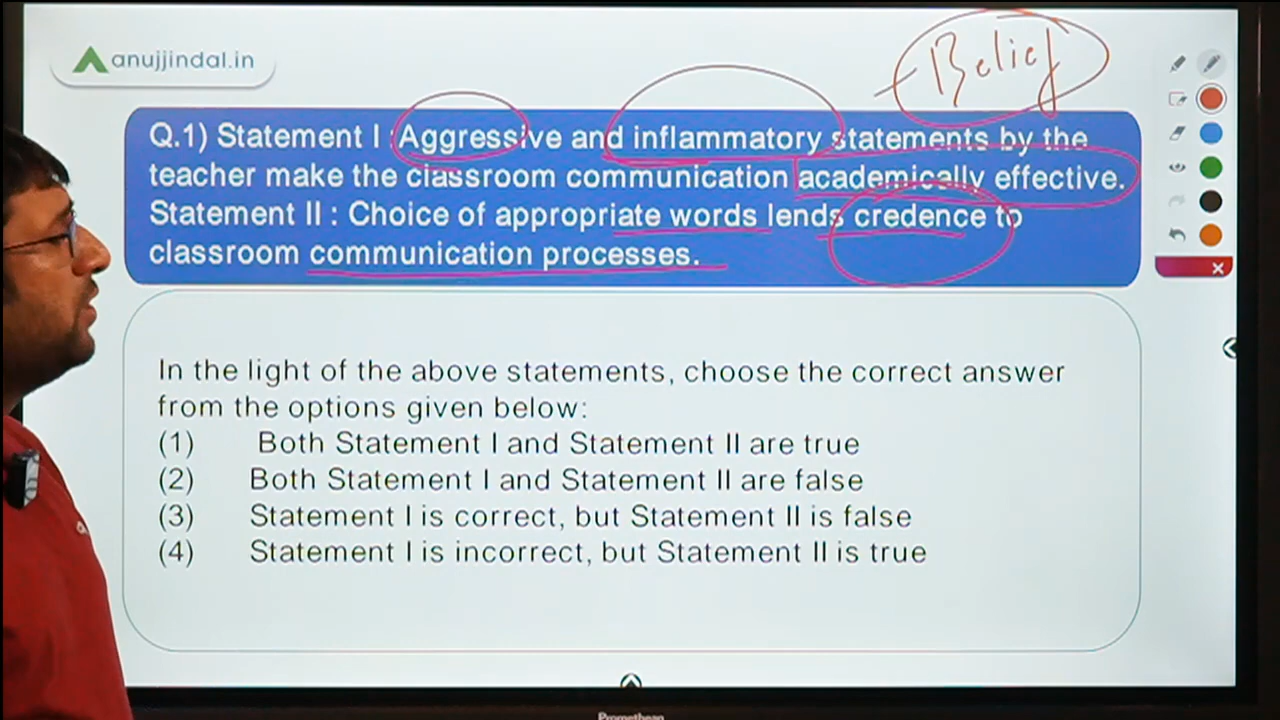 anujjindal.in
Belief
Q.1) Statement I : Aggressive and inflammatory statements by the
teacher make the classroom communication academically effective.
Statement II : Choice of appropriate words lends credence to
classroom communication processes.
In the light of the above statements, choose the correct answer
from the options given below:
(1) Both Statement I and Statement II are true
(2) Both Statement I and Statement II are false
(3) Statement I is correct, but Statement II is false
(4) Statement I is incorrect, but Statement II is true
Promethean